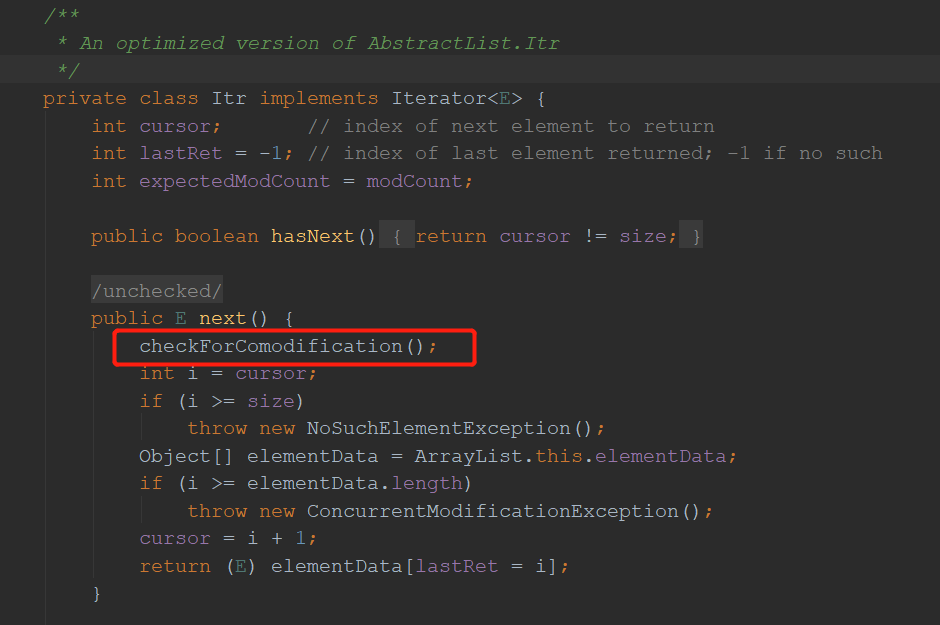 /**
 * An optimized version of AbstractList.Itr
 */
private class Itr implements Iterator<E> {
    int cursor;       // index of next element to return
    int lastRet = -1; // index of last element returned; -1 if no such
    int expectedModCount = modCount;

    public boolean hasNext() { return cursor != size; }

    /unchecked/
    public E next() {
        checkForComodification();
        int i = cursor;
        if (i >= size)
            throw new NoSuchElementException();
        Object[] elementData = ArrayList.this.elementData;
        if (i >= elementData.length)
            throw new ConcurrentModificationException();
        cursor = i + 1;
        return (E) elementData[lastRet = i];
    }